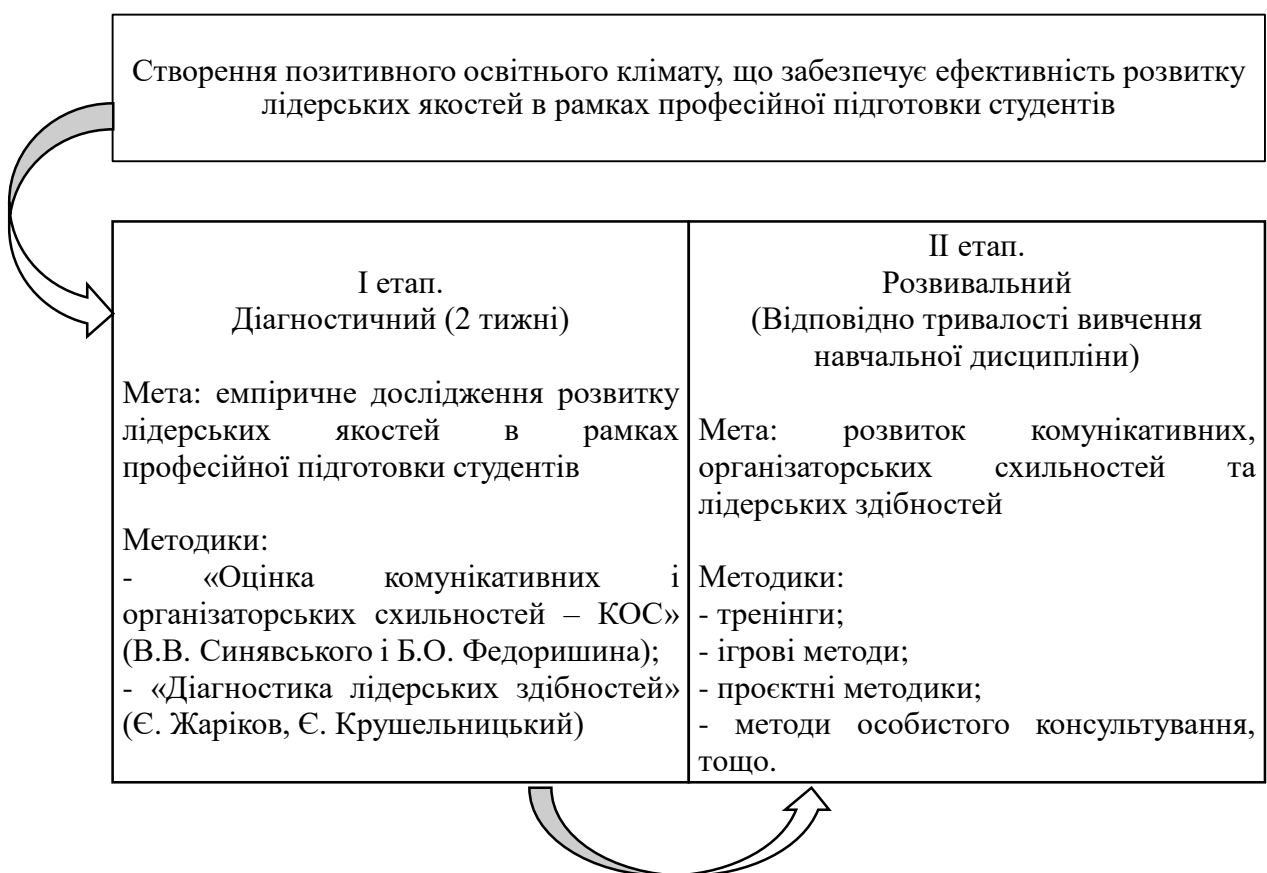 Створення позитивного освітнього клімату, що забезпечує ефективність розвитку
лідерських якостей в рамках професійної підготовки студентів
І етап.
Діагностичний (2 тижні)
Мета: емпіричне дослідження розвитку
лідерських якостей в рамках
професійної підготовки студентів
Методики:
- «Оцінка комунікативних і
організаторських схильностей – КОС»
(В.В. Синявського і Б.О. Федоришина);
- «Діагностика лідерських здібностей»
(Є. Жаріков, Є. Крушельницький)
ІІ етап.
Розвивальний
(Відповідно тривалості вивчення
навчальної дисципліни)
Мета: розвиток комунікативних,
організаторських схильностей та
лідерських здібностей
Методики:
- тренінги;
- ігрові методи;
- проєктні методики;
- методи особистого консультування,
тощо.